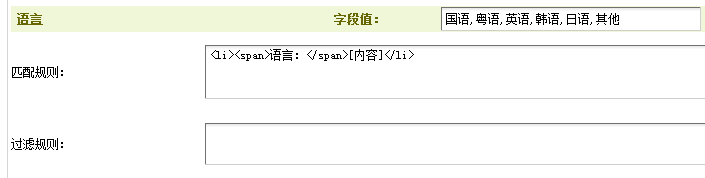 语言 字段值： 国语,粤语,英语,韩语,日语,其他
匹配规则： <li><span>语言：</span>[内容]</li>
过滤规则：